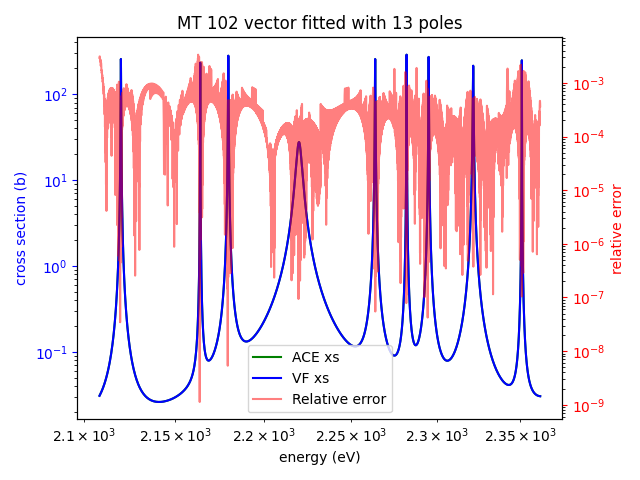 MT 102 vector fitted with 13 poles
cross section (b)
10²
10¹
10⁰
10⁻¹
10⁻³
10⁻⁴
10⁻⁵
10⁻⁶
10⁻⁷
10⁻⁸
10⁻⁹
relative error
ACE xs
VF xs
Relative error
2.1 × 10³ 2.15 × 10³ 2.2 × 10³ 2.25 × 10³ 2.3 × 10³ 2.35 × 10³
energy (eV)